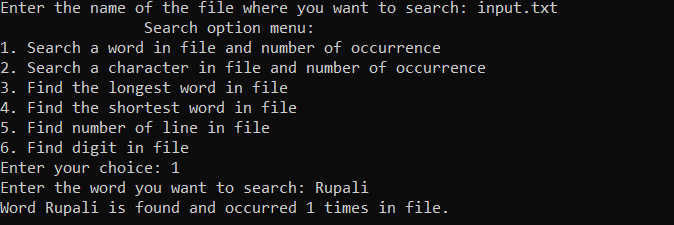 Enter the name of the file where you want to search: input.txt
Search option menu:
1. Search a word in file and number of occurrence
2. Search a character in file and number of occurrence
3. Find the longest word in file
4. Find the shortest word in file
5. Find number of line in file
6. Find digit in file
Enter your choice: 1
Enter the word you want to search: Rupali
Word Rupali is found and occurred 1 times in file.